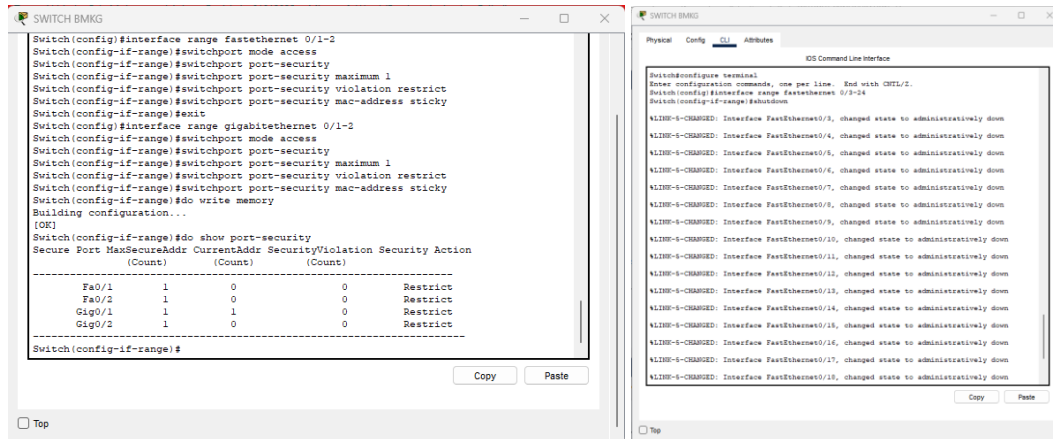 SWITCH BMKG
Switch(config)#interface range fastethernet 0/1-2
Switch(config-if-range)#switchport mode access
Switch(config-if-range)#switchport port-security
Switch(config-if-range)#switchport port-security maximum 1
Switch(config-if-range)#switchport port-security violation restrict
Switch(config-if-range)#switchport port-security mac-address sticky
Switch(config-if-range)#exit
Switch(config)#interface range gigabitethernet 0/1-2
Switch(config-if-range)#switchport mode access
Switch(config-if-range)#switchport port-security
Switch(config-if-range)#switchport port-security maximum 1
Switch(config-if-range)#switchport port-security violation restrict
Switch(config-if-range)#switchport port-security mac-address sticky
Switch(config-if-range)#do write memory
Building configuration...
[OK]
Switch(config-if-range)#do show port-security
Secure Port MaxSecureAddr CurrentAddr SecurityViolation Security Action
(Count) (Count) (Count)
--------------------------------------------------------------------
Fa0/1 1 0 0 Restrict
Fa0/2 1 0 0 Restrict
Gig0/1 1 1 0 Restrict
Gig0/2 1 0 0 Restrict
----------------------------------------------------------------------
Switch(config-if-range)#
Copy Paste
Top
SWITCH BMKG
Physical Config CLI Attributes
IOS Command Line Interface
Switch#configure terminal
Enter configuration commands, one per line. End with CNTL/Z.
Switch(config)#interface range fastethernet 0/3-24
Switch(config-if-range)#shutdown
%LINK-5-CHANGED: Interface FastEthernet0/3, changed state to administratively down
%LINK-5-CHANGED: Interface FastEthernet0/4, changed state to administratively down
%LINK-5-CHANGED: Interface FastEthernet0/5, changed state to administratively down
%LINK-5-CHANGED: Interface FastEthernet0/6, changed state to administratively down
%LINK-5-CHANGED: Interface FastEthernet0/7, changed state to administratively down
%LINK-5-CHANGED: Interface FastEthernet0/8, changed state to administratively down
%LINK-5-CHANGED: Interface FastEthernet0/9, changed state to administratively down
%LINK-5-CHANGED: Interface FastEthernet0/10, changed state to administratively down
%LINK-5-CHANGED: Interface FastEthernet0/11, changed state to administratively down
%LINK-5-CHANGED: Interface FastEthernet0/12, changed state to administratively down
%LINK-5-CHANGED: Interface FastEthernet0/13, changed state to administratively down
%LINK-5-CHANGED: Interface FastEthernet0/14, changed state to administratively down
%LINK-5-CHANGED: Interface FastEthernet0/15, changed state to administratively down
%LINK-5-CHANGED: Interface FastEthernet0/16, changed state to administratively down
%LINK-5-CHANGED: Interface FastEthernet0/17, changed state to administratively down
%LINK-5-CHANGED: Interface FastEthernet0/18, changed state to administratively down
Copy Paste
Top